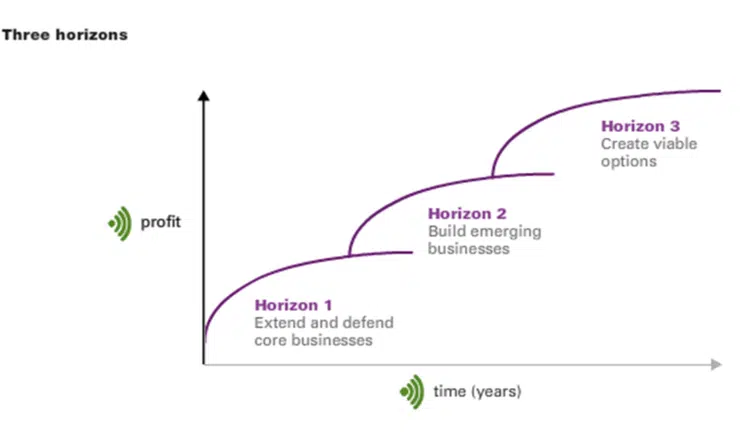 Three horizons
Horizon 3
Create viable
options
Horizon 2
Build emerging
businesses
profit
Horizon 1
Extend and defend
core businesses
time (years)